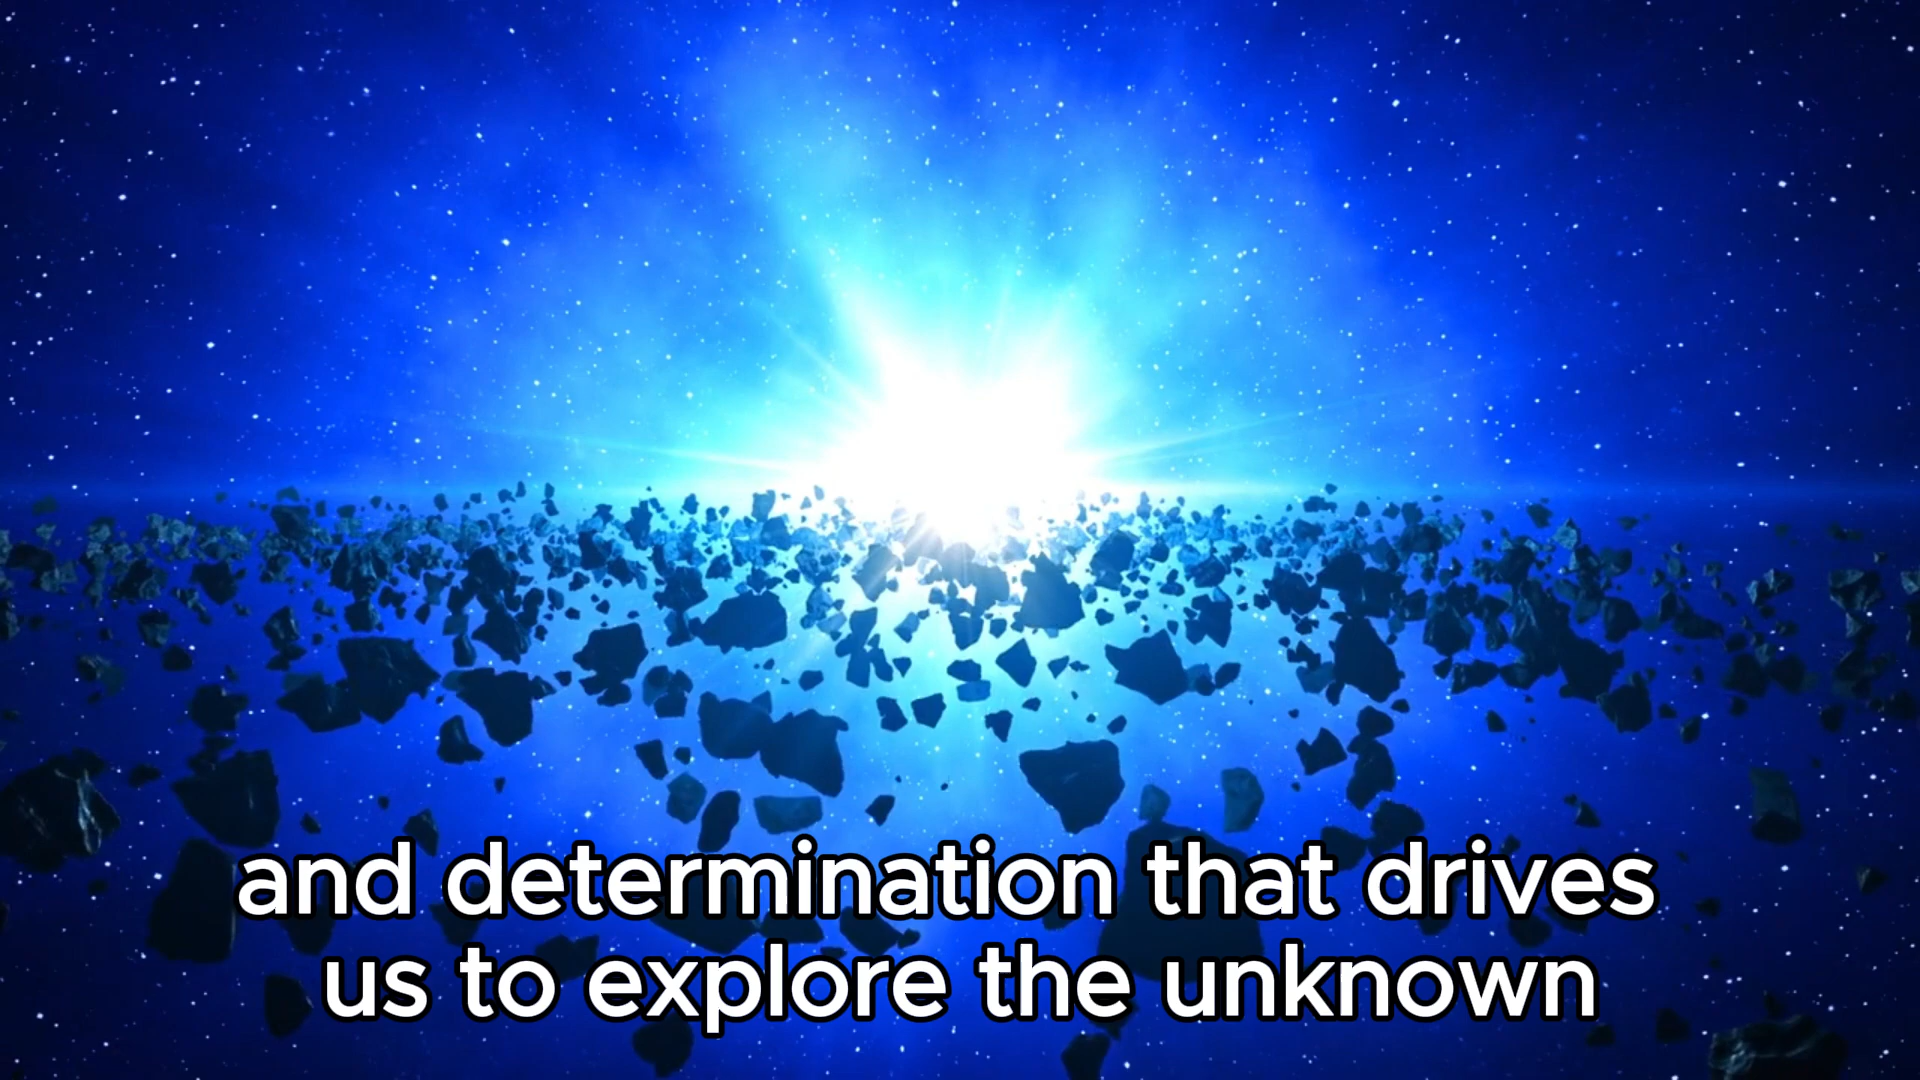 and determination that drives
us to explore the unknown